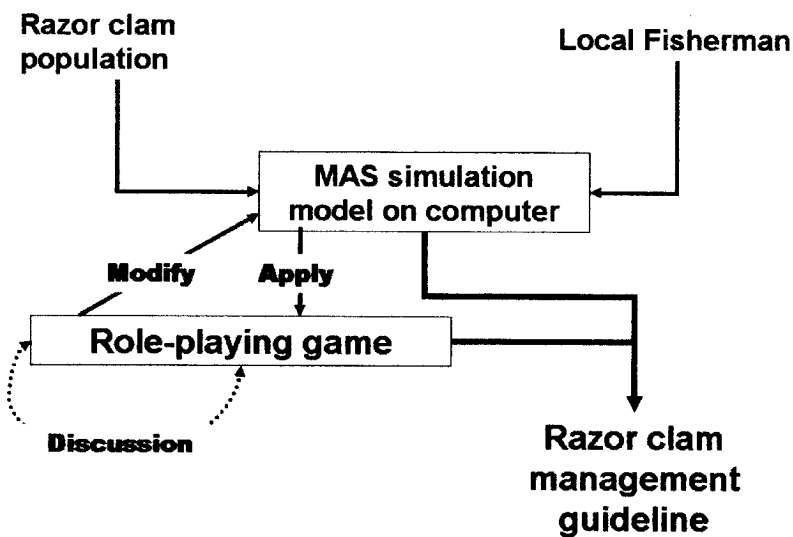 Razor clam
population
Local Fisherman
MAS simulation
model on computer
Modify
Apply
Role-playing game
Discussion
Razor clam
management
guideline